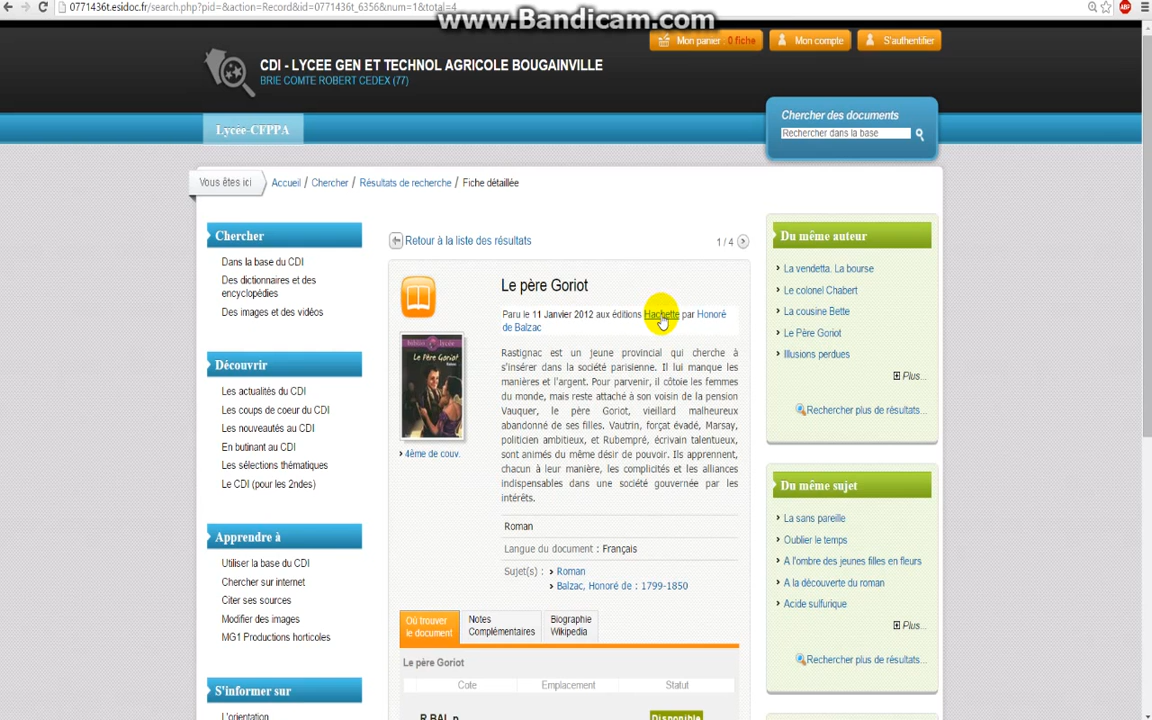 0771436t.esidoc.fr/search.php?pid=&action=Record&id=0771436t_6356&num=1&total=4
www.Bandicam.com
ABP
Mon panier : 0 fiche
Mon compte
S'authentifier
CDI - LYCEE GEN ET TECHNOL AGRICOLE BOUGAINVILLE
BRIE COMTE ROBERT CEDEX (77)
Lycée-CFPPA
Chercher des documents
Rechercher dans la base
Vous êtes ici
Accueil / Chercher / Résultats de recherche / Fiche détaillée
Chercher
Dans la base du CDI
Des dictionnaires et des
encyclopédies
Des images et des vidéos
Découvrir
Les actualités du CDI
Les coups de coeur du CDI
Les nouveautés au CDI
En butinant au CDI
Les sélections thématiques
Le CDI (pour les 2ndes)
Apprendre à
Utiliser la base du CDI
Chercher sur internet
Citer ses sources
Modifier des images
MG1 Productions horticoles
S'informer sur
L'orientation
Retour à la liste des résultats
1 / 4
Le père Goriot
Paru le 11 Janvier 2012 aux éditions Hachette par Honoré
de Balzac
Le Père Goriot
4ème de couv.
Rastignac est un jeune provincial qui cherche à
s'insérer dans la société parisienne. Il lui manque les
manières et l'argent. Pour parvenir, il côtoie les femmes
du monde, mais reste attaché à son voisin de la pension
Vauquer, le père Goriot, vieillard malheureux
abandonné de ses filles. Vautrin, forçat évadé, Marsay,
politicien ambitieux, et Rubempré, écrivain talentueux,
sont animés du même désir de pouvoir. Ils apprennent,
chacun à leur manière, les complicités et les alliances
indispensables dans une société gouvernée par les
intérêts.
Roman
Langue du document : Français
Sujet(s) : Roman
Balzac, Honoré de : 1799-1850
Où trouver
le document
Notes
Complémentaires
Biographie
Wikipedia
Le père Goriot
Cote Emplacement Statut
R BAL p Disponible
Du même auteur
La vendetta. La bourse
Le colonel Chabert
La cousine Bette
Le Père Goriot
Illusions perdues
Plus...
Rechercher plus de résultats...
Du même sujet
La sans pareille
Oublier le temps
A l'ombre des jeunes filles en fleurs
A la découverte du roman
Acide sulfurique
Plus...
Rechercher plus de résultats...